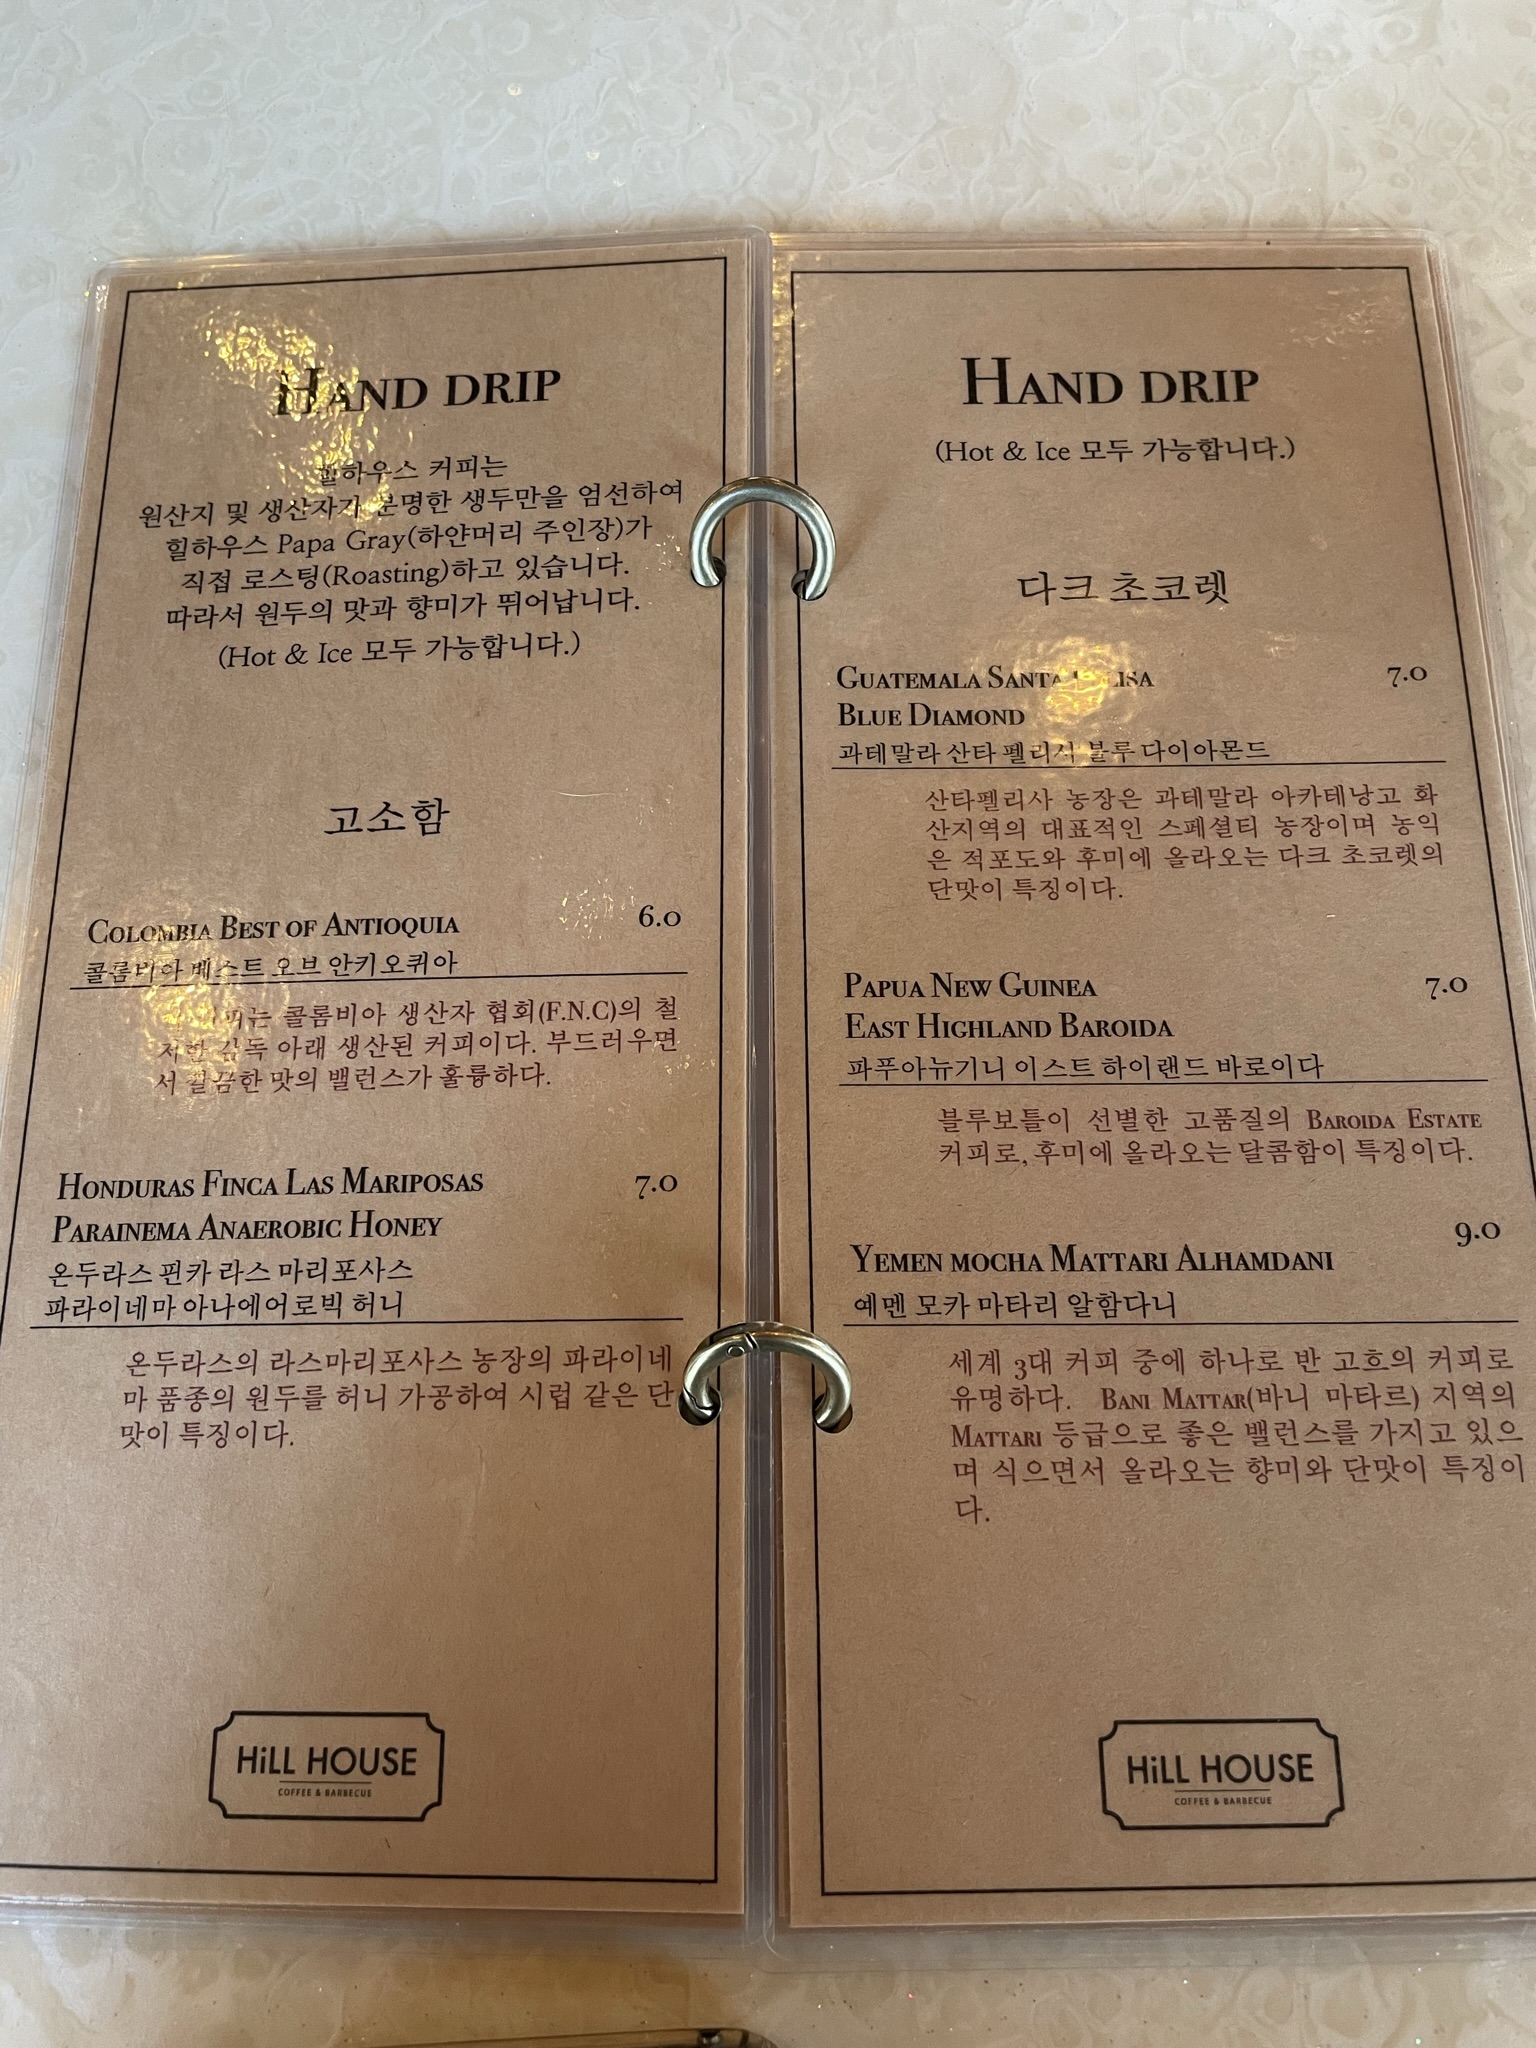 HAND DRIP
힐하우스 커피는
원산지 및 생산자가 분명한 생두만을 엄선하여
힐하우스 Papa Gray(하얀머리 주인장)가
직접 로스팅(Roasting)하고 있습니다.
따라서 원두의 맛과 향미가 뛰어납니다.
(Hot & Ice 모두 가능합니다.)
고소함
COLOMBIA BEST OF ANTIOQUIA 6.0
콜롬비아 베스트 오브 안키오퀴아
콜롬비아 생산자 협회(F.N.C)의 철
저한 감독 아래 생산된 커피이다. 부드러우면
서 깔끔한 맛의 밸런스가 훌륭하다.
HONDURAS FINCA LAS MARIPOSAS 7.0
PARAINEMA ANAEROBIC HONEY
온두라스 핀카 라스 마리포사스
파라이네마 아나에어로빅 허니
온두라스의 라스마리포사스 농장의 파라이네
마 품종의 원두를 허니 가공하여 시럽 같은 단
맛이 특징이다.
HiLL HOUSE
COFFEE & BARBECUE
HAND DRIP
(Hot & Ice 모두 가능합니다.)
다크 초코렛
GUATEMALA SANTA 7.0
BLUE DIAMOND
과테말라 산타 펠리사 블루 다이아몬드
산타펠리사 농장은 과테말라 아카테낭고 화
산지역의 대표적인 스페셜티 농장이며 농익
은 적포도와 후미에 올라오는 다크 초코렛의
단맛이 특징이다.
PAPUA NEW GUINEA 7.0
EAST HIGHLAND BAROIDA
파푸아뉴기니 이스트 하이랜드 바로이다
블루보틀이 선별한 고품질의 BAROIDA ESTATE
커피로, 후미에 올라오는 달콤함이 특징이다.
YEMEN MOCHA MATTARI ALHAMDANI 9.0
예멘 모카 마타리 알함다니
세계 3대 커피 중에 하나로 반 고흐의 커피로
유명하다. BANI MATTAR(바니 마타르) 지역의
MATTARI 등급으로 좋은 밸런스를 가지고 있으
며 식으면서 올라오는 향미와 단맛이 특징이
다.
HiLL HOUSE
COFFEE & BARBECUE